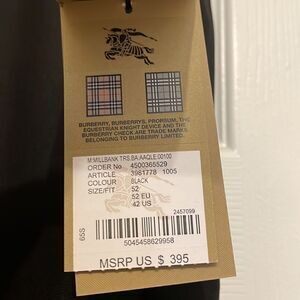 BURBERRY, BURBERRYS, PRORSUM, THE
EQUESTRIAN KNIGHT DEVICE AND THE
BURBERRY CHECK ARE TRADE MARKS
BELONGING TO BURBERRY LIMITED.
M:MILLBANK TRS:BA:AAQLE:00100
ORDER No 4500365529
ARTICLE 3981778 1005
COLOUR BLACK
SIZE/FIT 52
52 EU
42 US
2457099
65S
5045458629958
MSRP US $ 395